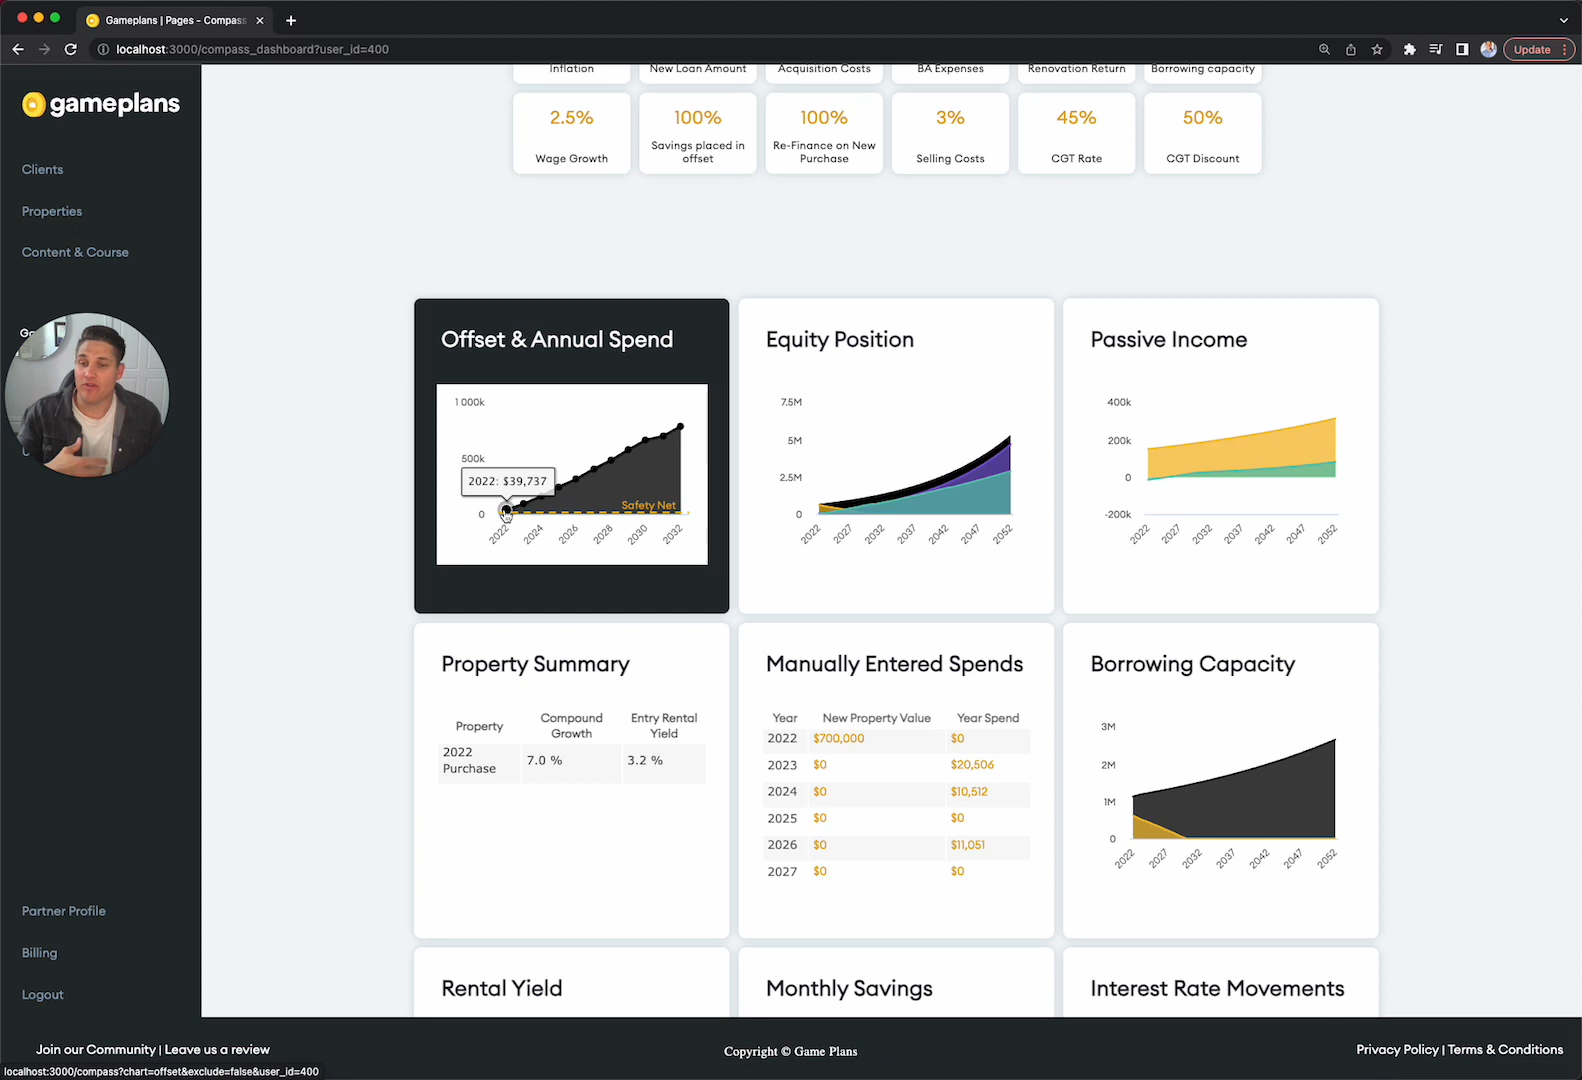 Gameplans | Pages - Compass
localhost:3000/compass_dashboard?user_id=400
Update
gameplans
Clients
Properties
Content & Course
Partner Profile
Billing
Logout
Inflation
New Loan Amount
Acquisition Costs
BA Expenses
Renovation Return
Borrowing capacity
2.5%
Wage Growth
100%
Savings placed in
offset
100%
Re-Finance on New
Purchase
3%
Selling Costs
45%
CGT Rate
50%
CGT Discount
Offset & Annual Spend
1 000k
500k
2022: $39,737
Safety Net
0
2022 2024 2026 2028 2030 2032
Equity Position
7.5M
5M
2.5M
0
2022 2027 2032 2037 2042 2047 2052
Passive Income
400k
200k
0
-200k
2022 2027 2032 2037 2042 2047 2052
Property Summary
Property
Compound
Growth
Entry Rental
Yield
2022
Purchase
7.0 %
3.2 %
Manually Entered Spends
Year New Property Value Year Spend
2022 $700,000 $0
2023 $0 $20,506
2024 $0 $10,512
2025 $0 $0
2026 $0 $11,051
2027 $0 $0
Borrowing Capacity
3M
2M
1M
0
2022 2027 2032 2037 2042 2047 2052
Rental Yield
Monthly Savings
Interest Rate Movements
Join our Community | Leave us a review
Copyright © Game Plans
Privacy Policy | Terms & Conditions
localhost:3000/compass?chart=offset&exclude=false&user_id=400